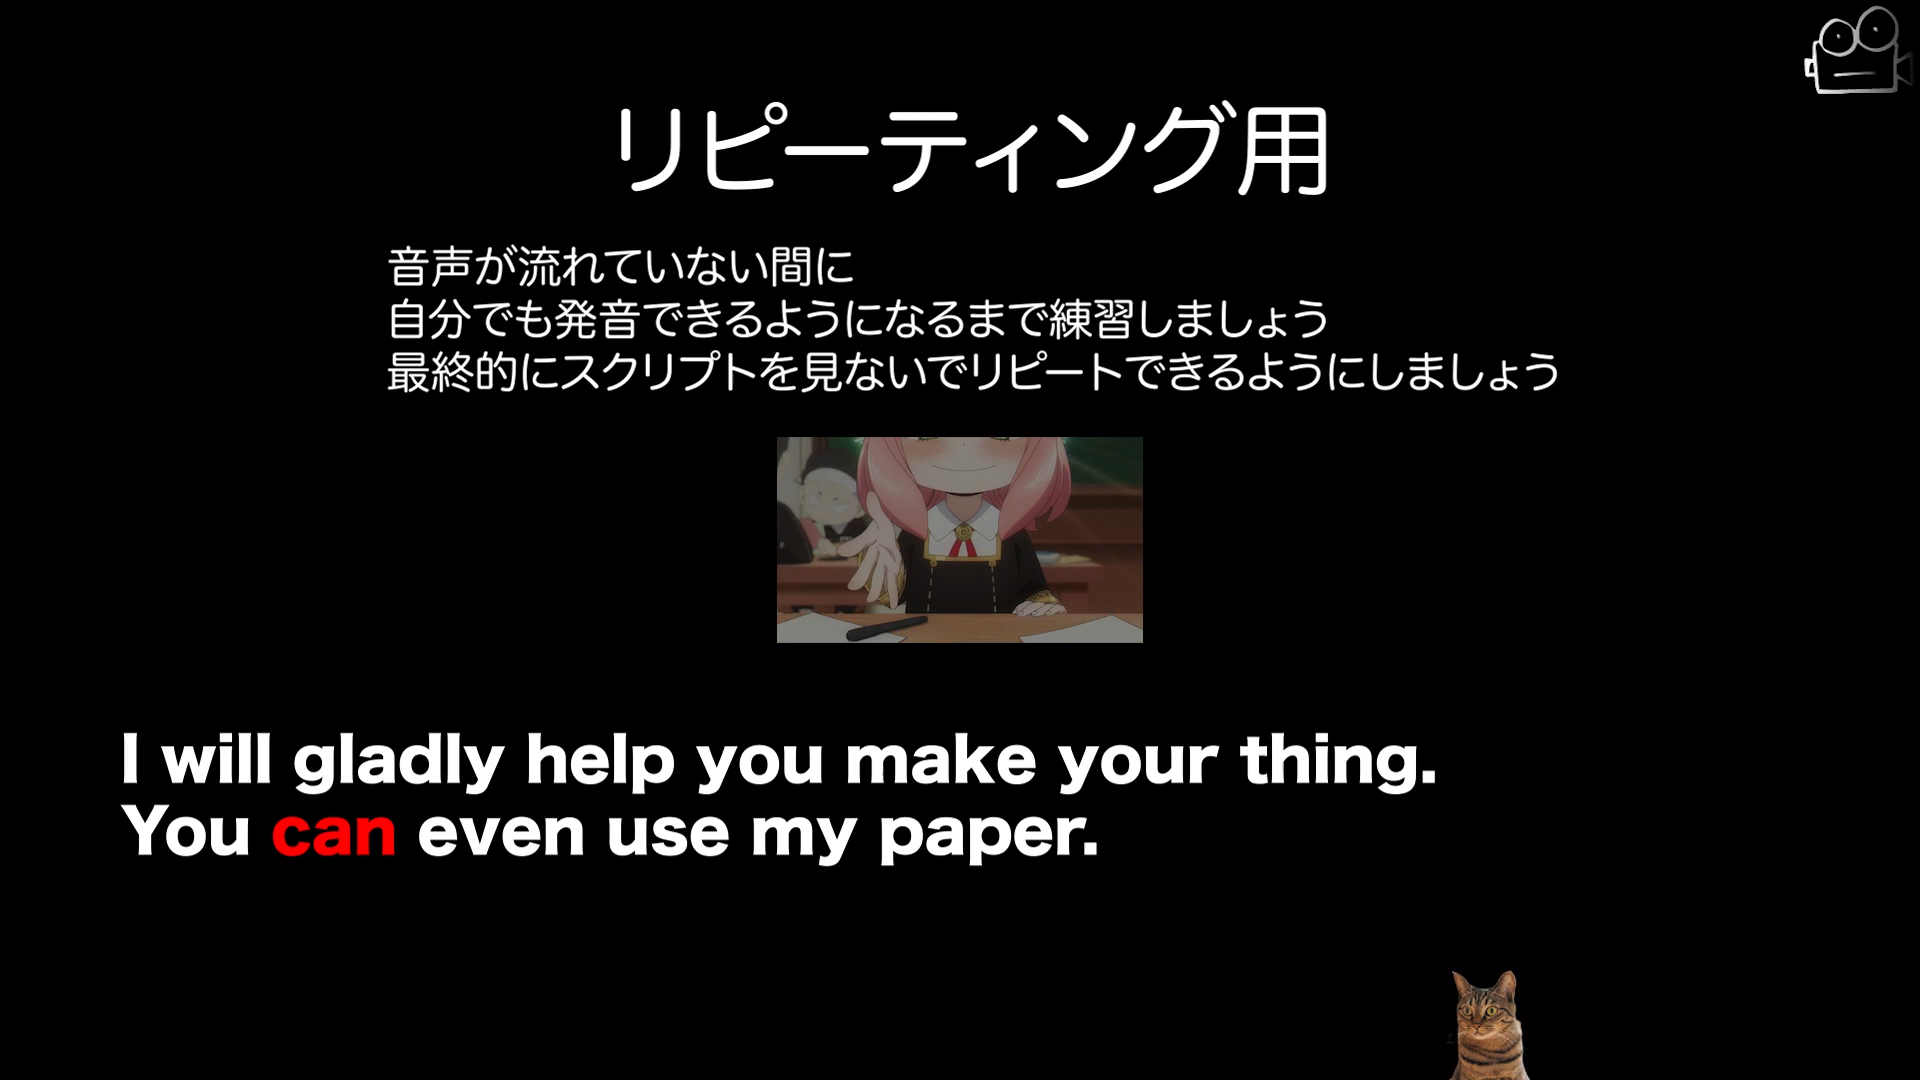 リピーティング用
音声が流れていない間に
自分でも発音できるようになるまで練習しましょう
最終的にスクリプトを見ないでリピートできるようにしましょう
I will gladly help you make your thing.
You can even use my paper.